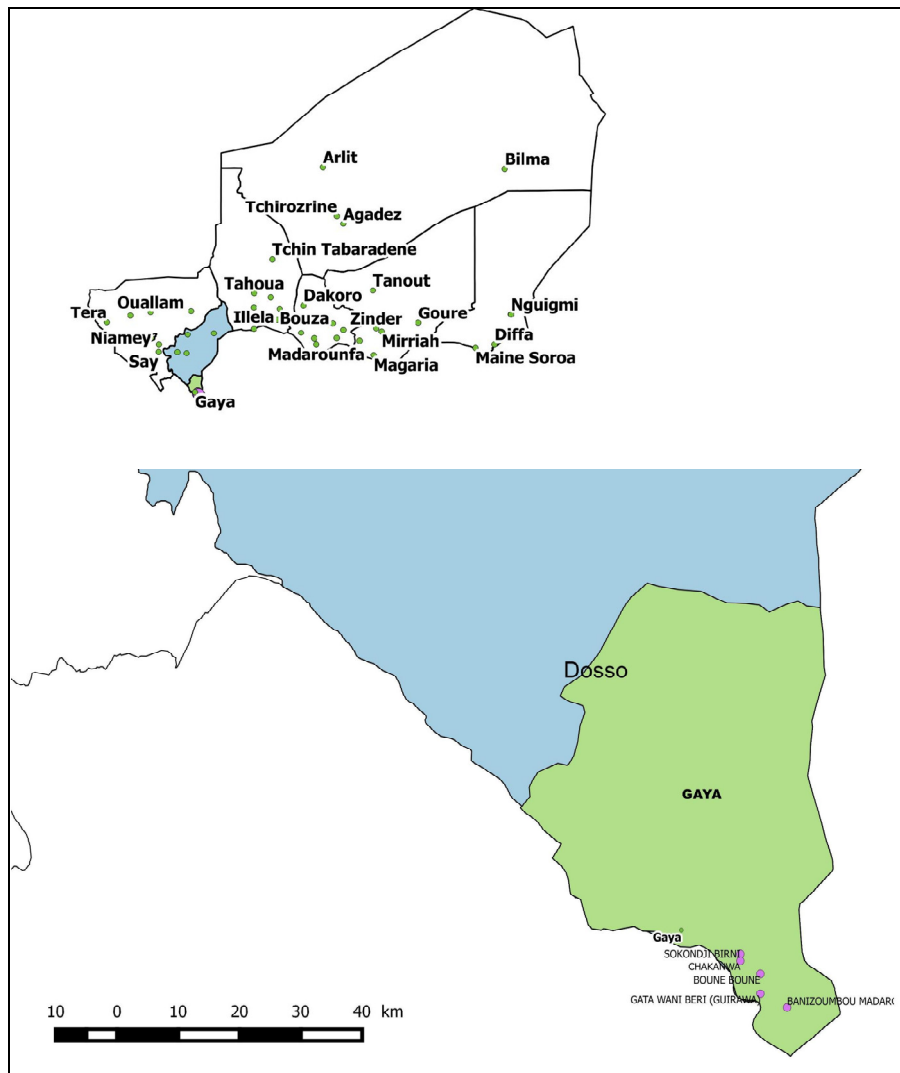 Arlit
Bilma
Tchirozrine
Agadez
Tchin Tabaradene
Tanout
Tahoua
Dakoro
Nguigmi
Ouallam
Tera
Illela
Bouza
Zinder
Goure
Niamey
Mirriah
Diffa
Say
Madarounfa
Maine Soroa
Magaria
Gaya
Dosso
GAYA
Gaya
SOKONDJI BIRNI
CHAKANWA
BOUNE BOUNE
GATA WANI BERI (GUIRAWA)
BANIZOUMBOU MADARO
10 0 10 20 30 40 km